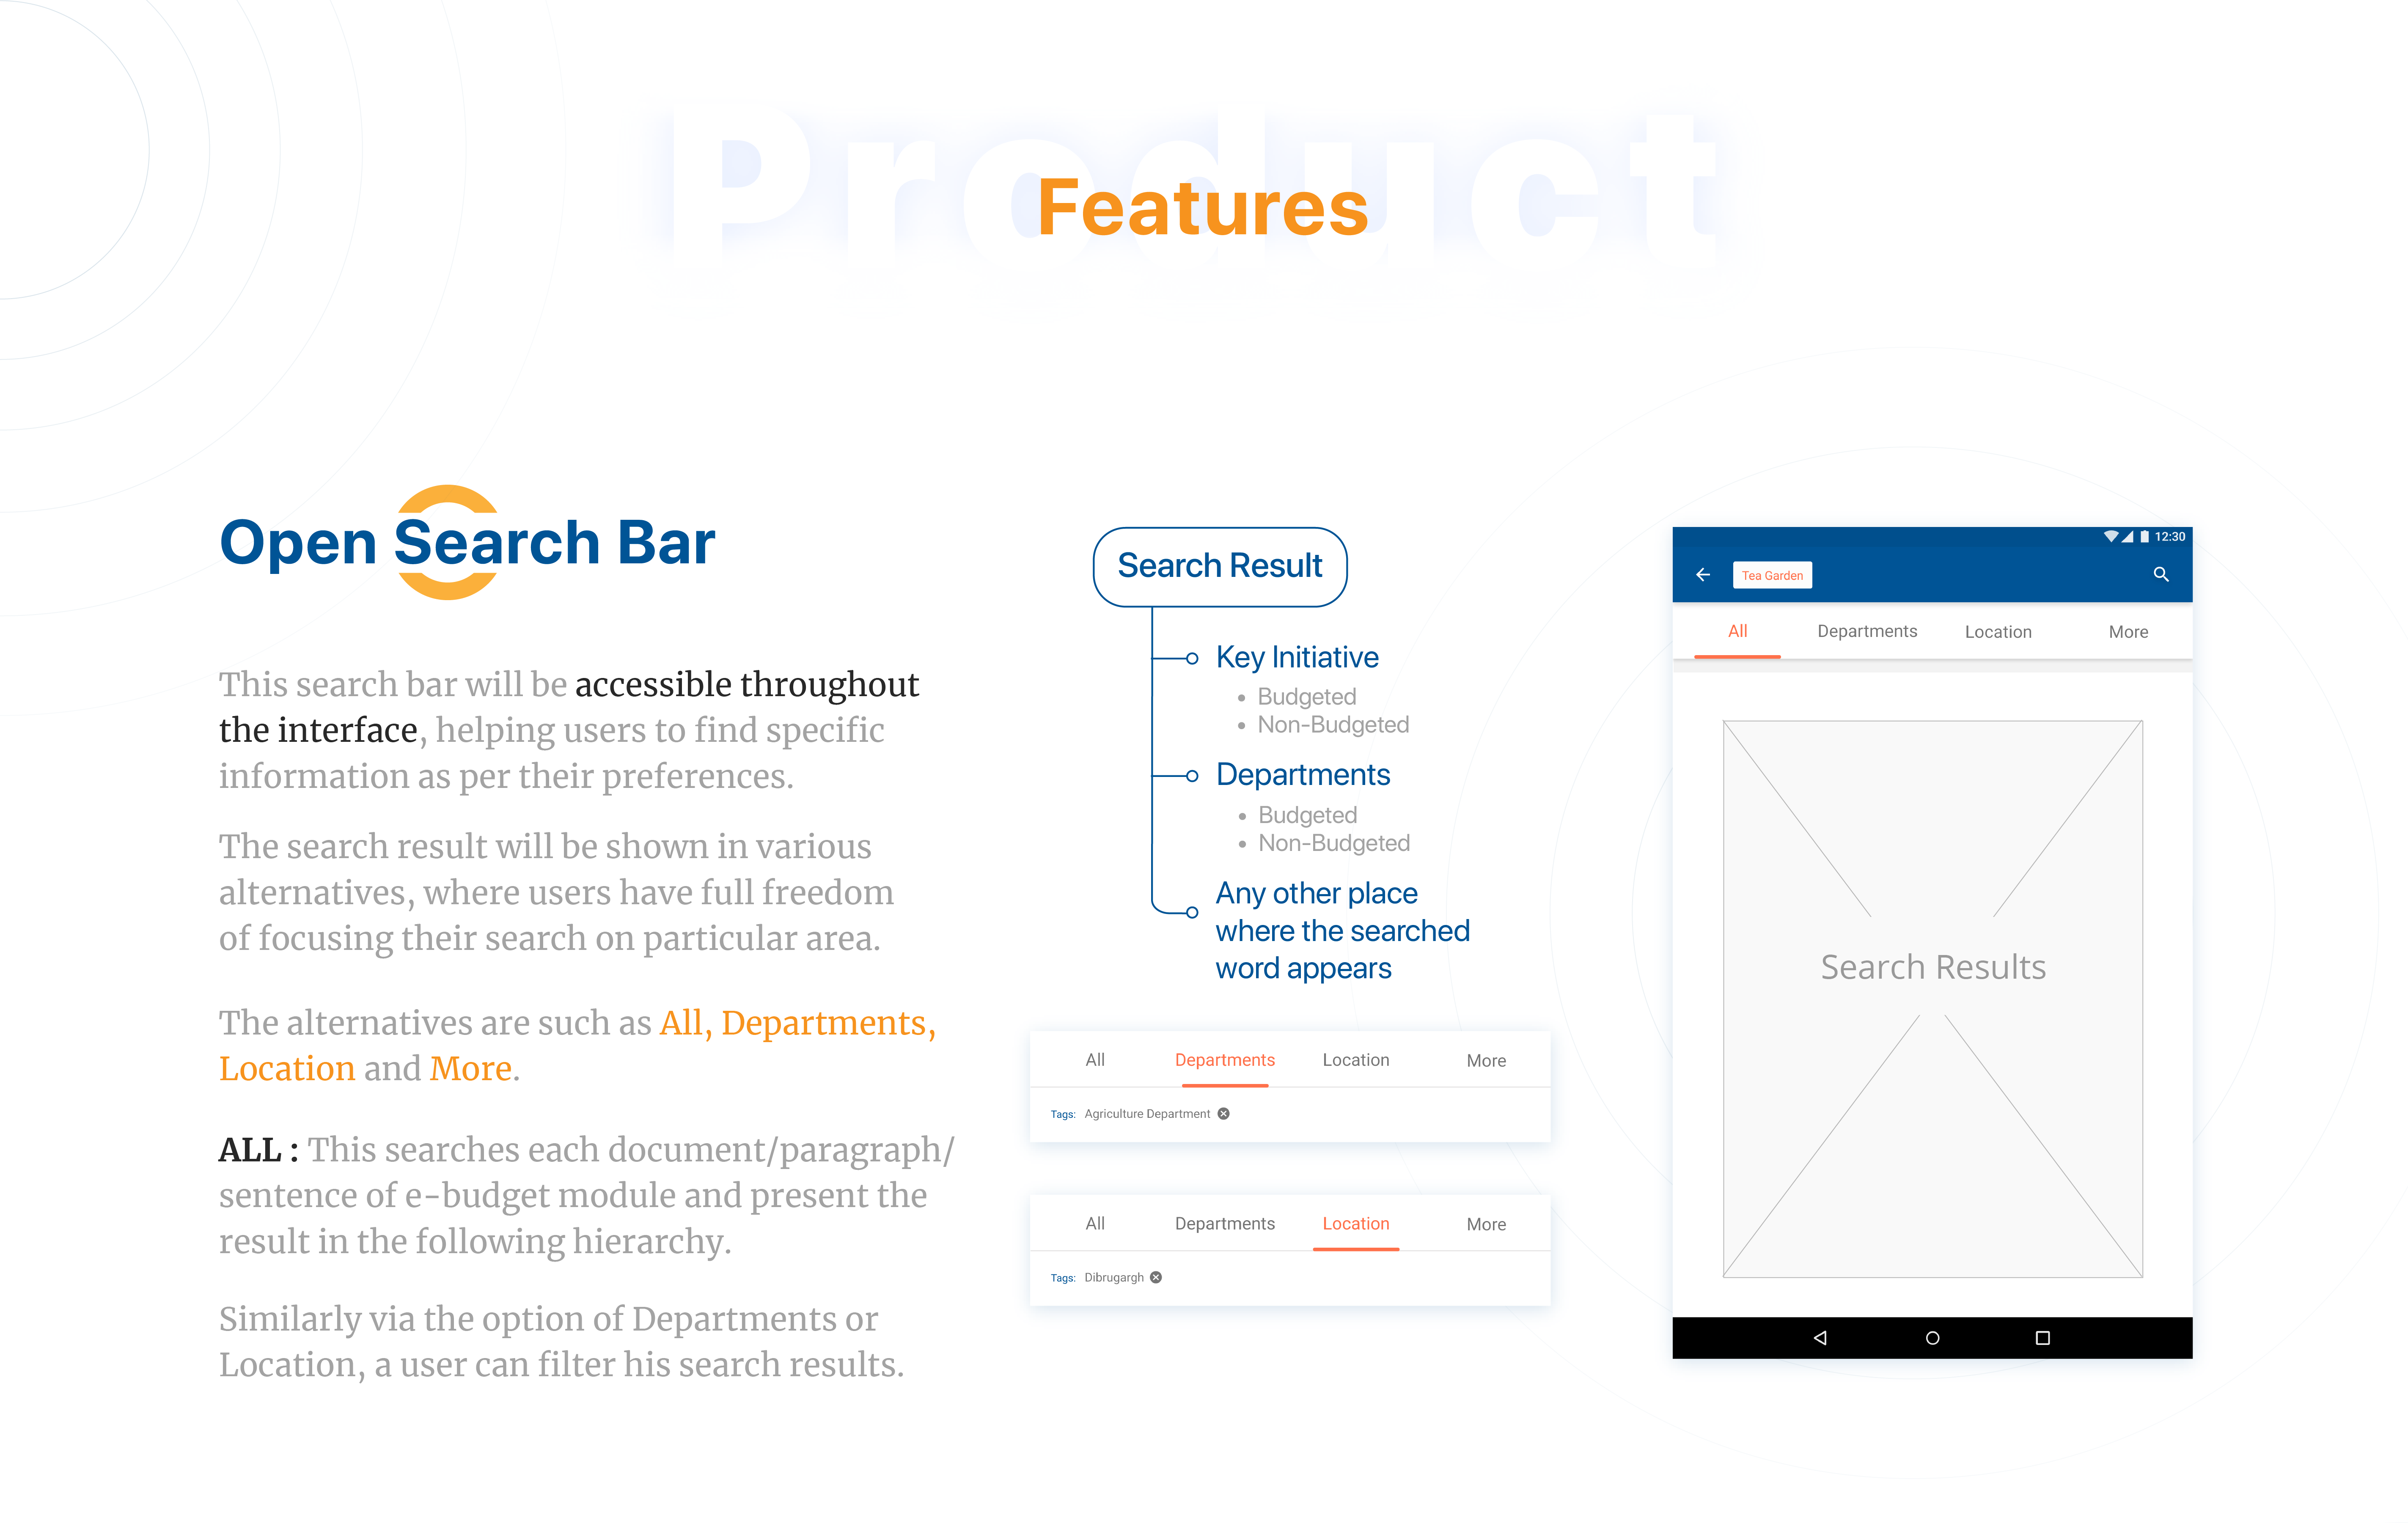 Product
Features
Open Search Bar
This search bar will be accessible throughout
the interface, helping users to find specific
information as per their preferences.
The search result will be shown in various
alternatives, where users have full freedom
of focusing their search on particular area.
The alternatives are such as All, Departments,
Location and More.
ALL : This searches each document/paragraph/
sentence of e-budget module and present the
result in the following hierarchy.
Similarly via the option of Departments or
Location, a user can filter his search results.
Search Result
Key Initiative
• Budgeted
• Non-Budgeted
Departments
• Budgeted
• Non-Budgeted
Any other place
where the searched
word appears
All Departments Location More
Tags: Agriculture Department
All Departments Location More
Tags: Dibrugargh
12:30
Tea Garden
All Departments Location More
Search Results